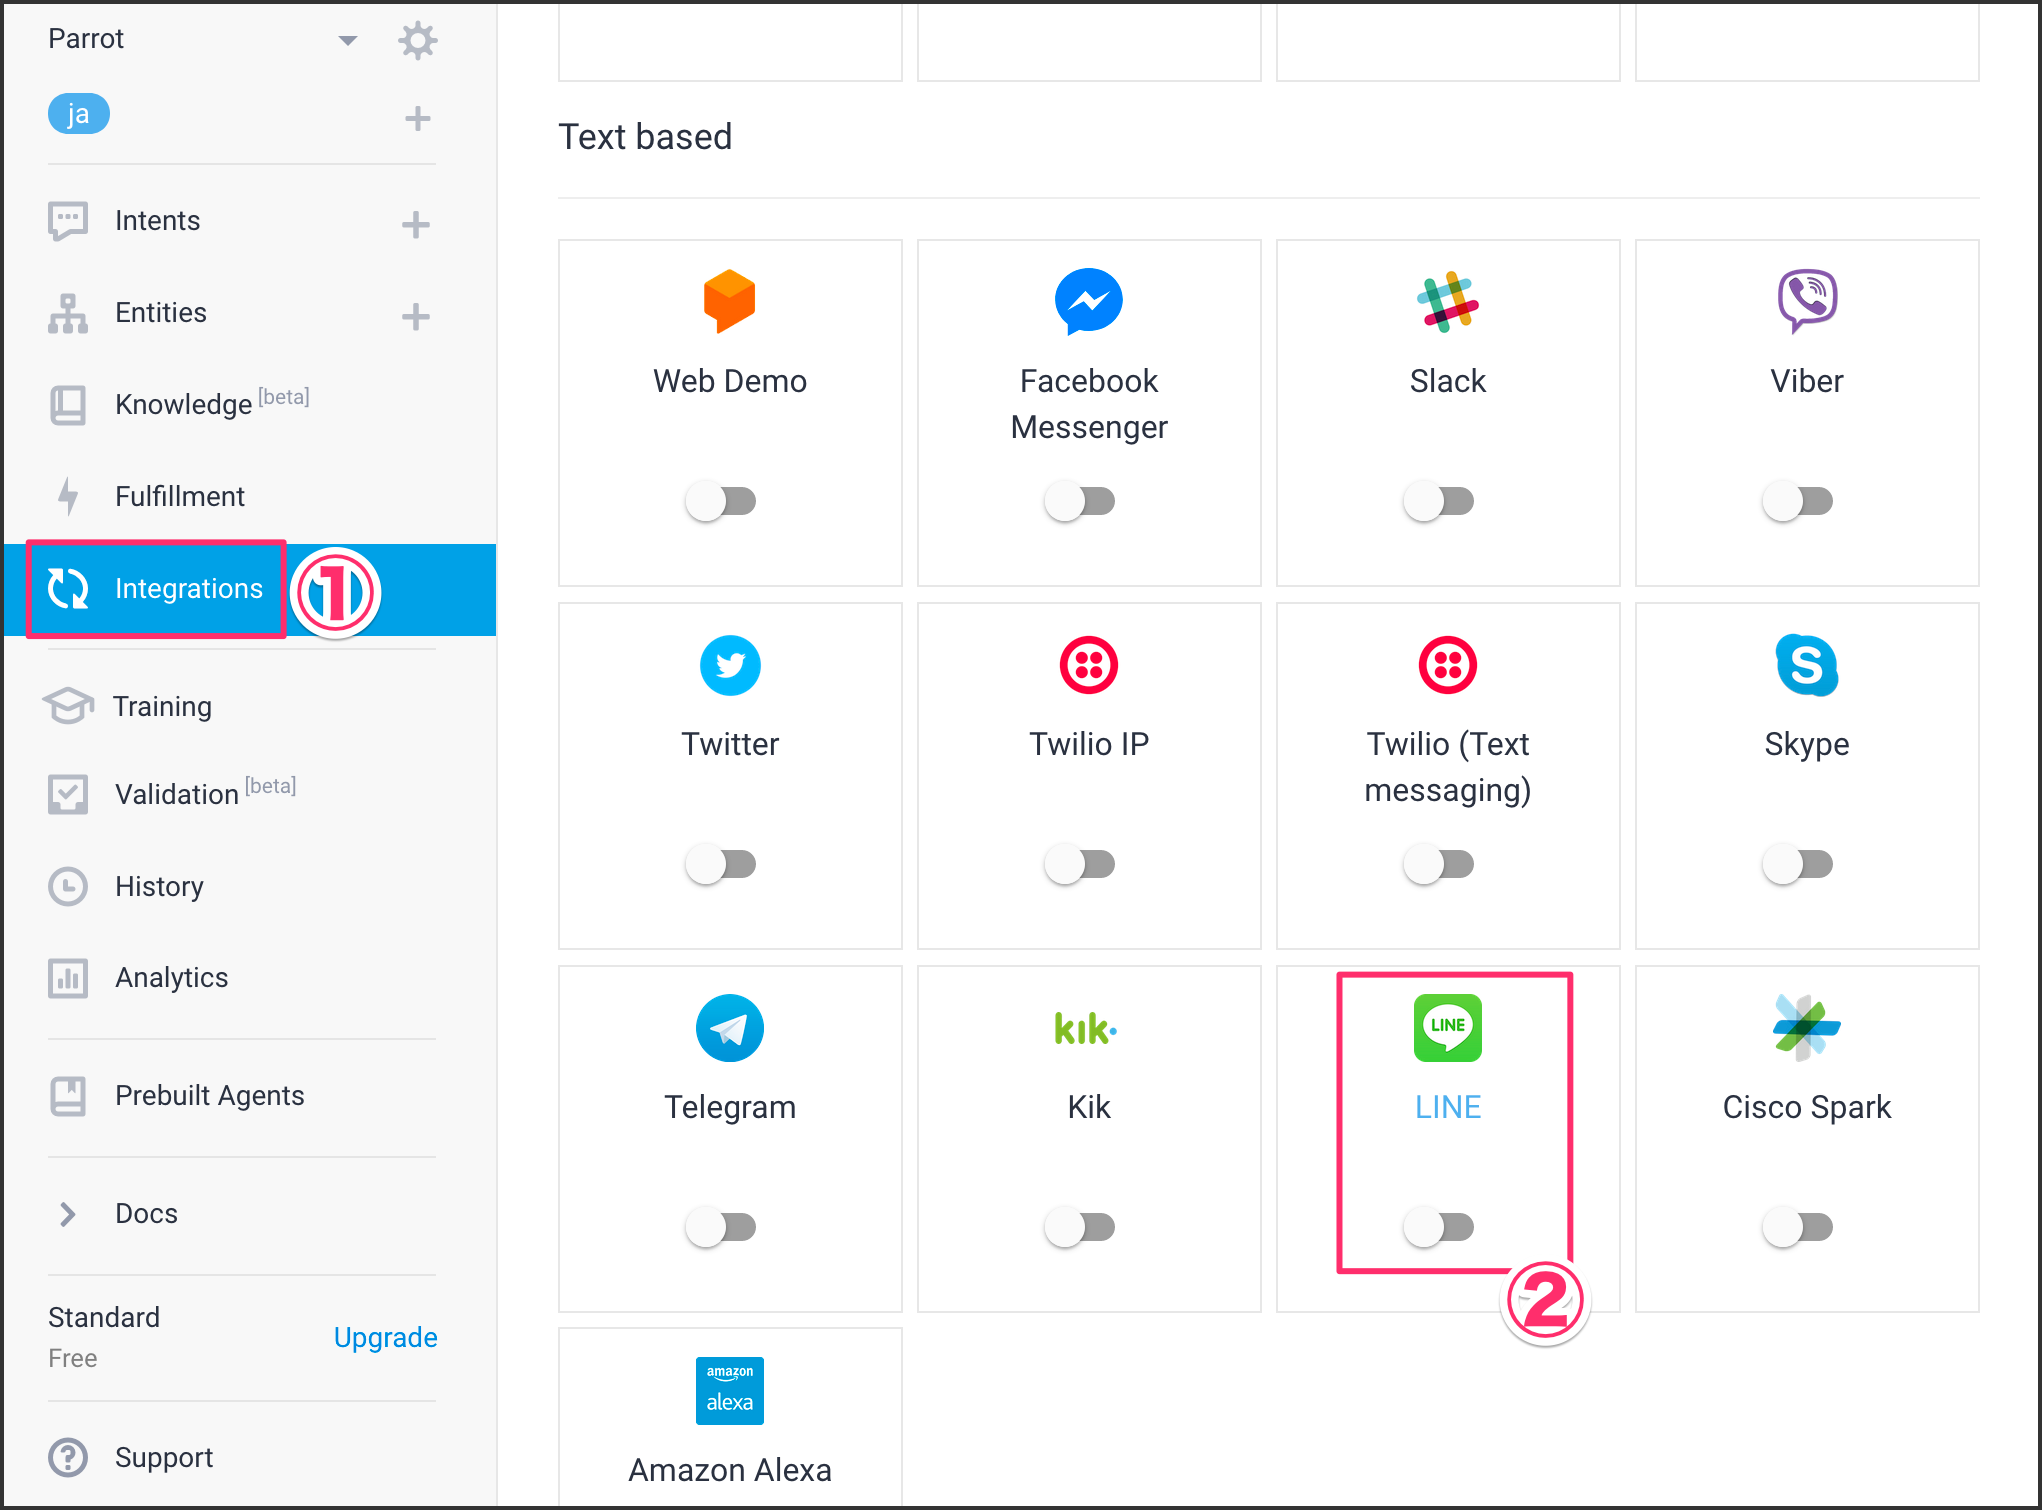 Parrot
ja
Intents
Entities
Knowledge [beta]
Fulfillment
Integrations
1
Training
Validation [beta]
History
Analytics
Prebuilt Agents
Docs
Standard
Free
Upgrade
Support
Text based
Web Demo
Facebook
Messenger
Slack
Viber
Twitter
Twilio IP
Twilio (Text
messaging)
S
Skype
Telegram
kik
Kik
LINE
LINE
2
Cisco Spark
amazon
alexa
Amazon Alexa